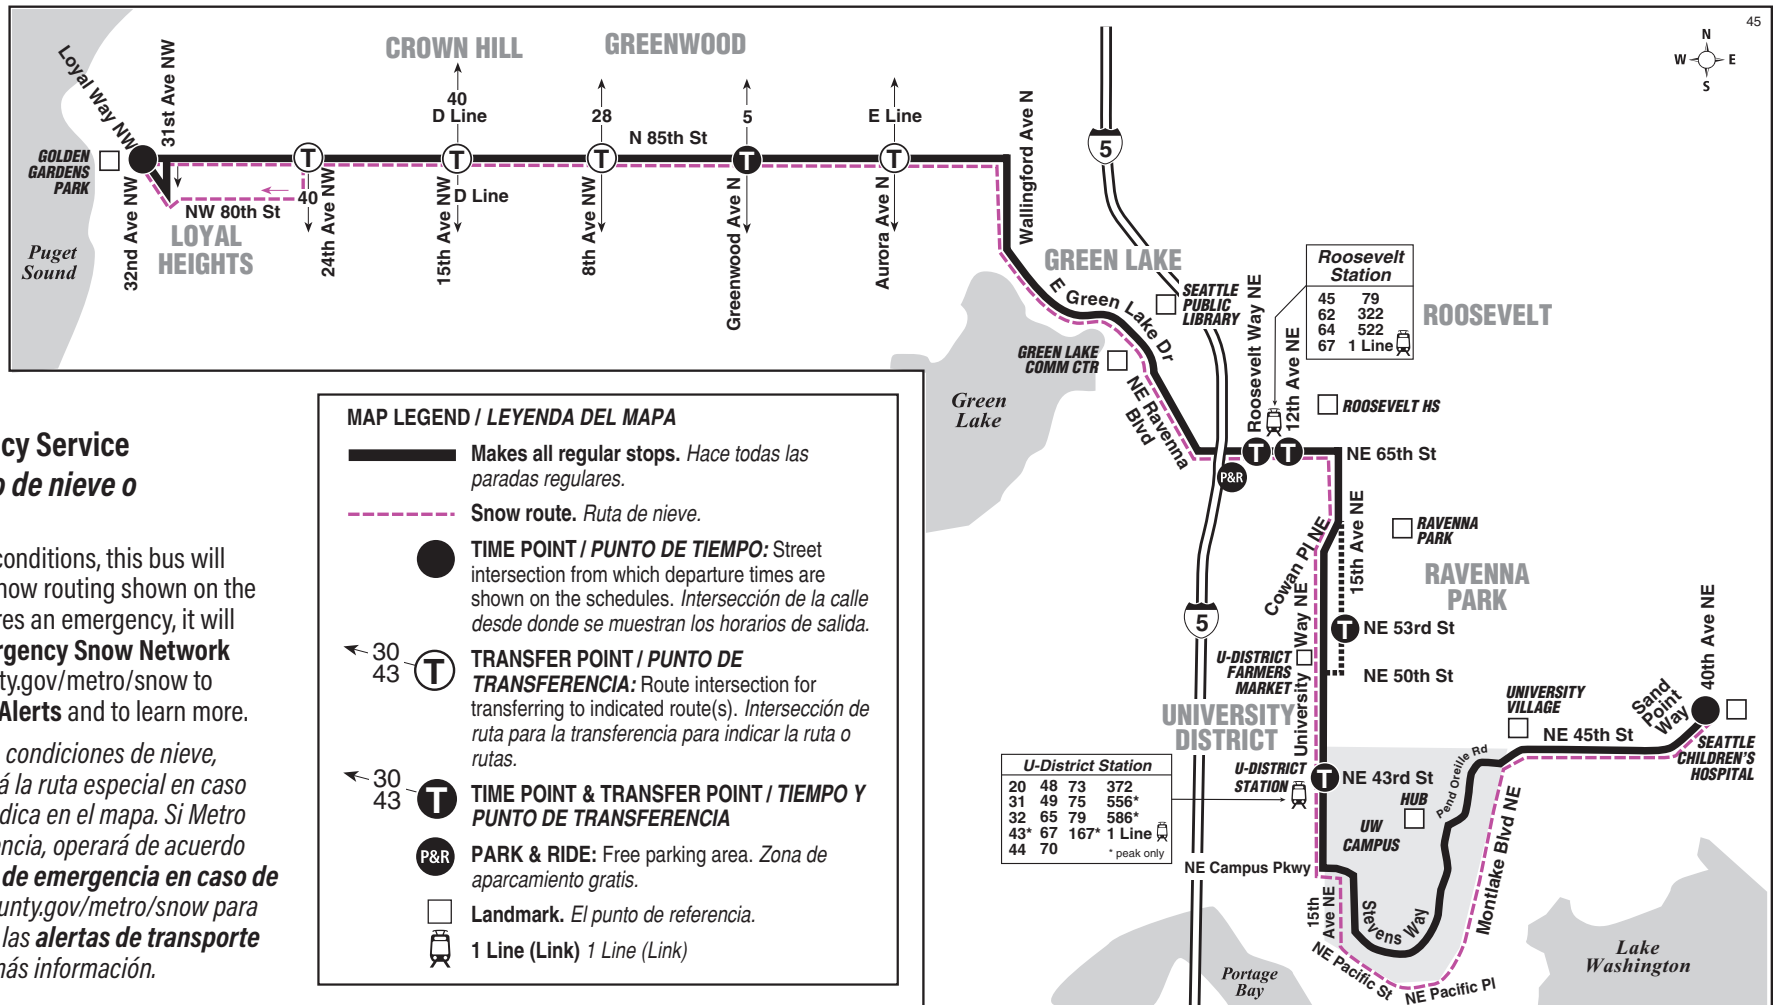 45
N
W E
S
CROWN HILL
GREENWOOD
Loyal Way NW
31st Ave NW
40
D Line
28
5
E Line
N 85th St
Wallingford Ave N
5
GOLDEN
GARDENS
PARK
T
T
T
T
T
32nd Ave NW
NW 80th St
40
24th Ave NW
15th Ave NW
D Line
8th Ave NW
Greenwood Ave N
Aurora Ave N
LOYAL
HEIGHTS
Puget
Sound
GREEN LAKE
E Green Lake Dr
SEATTLE
PUBLIC
LIBRARY
Roosevelt Way NE
12th Ave NE
Roosevelt
Station
45 79
62 322
64 522
67 1 Line
ROOSEVELT
GREEN LAKE
COMM CTR
NE Ravenna
Blvd
Green
Lake
ROOSEVELT HS
T
T
NE 65th St
P&R
15th Ave NE
RAVENNA
PARK
Cowan Pl NE
RAVENNA
PARK
5
T NE 53rd St
University Way NE
U-DISTRICT
FARMERS
MARKET
NE 50th St
40th Ave NE
UNIVERSITY
DISTRICT
UNIVERSITY
VILLAGE
Sand
Point
Way
NE 45th St
SEATTLE
CHILDREN'S
HOSPITAL
U-District Station
20 48 73 372
31 49 75 556*
32 65 79 586*
43* 67 167* 1 Line
44 70 * peak only
U-DISTRICT
STATION
T NE 43rd St
HUB
UW
CAMPUS
Pend Oreille Rd
Montlake Blvd NE
NE Campus Pkwy
15th
Ave NE
Stevens Way
NE Pacific St
NE Pacific Pl
Portage
Bay
Lake
Washington
cy Service
o de nieve o
conditions, this bus will
now routing shown on the
res an emergency, it will
rgency Snow Network
ty.gov/metro/snow to
Alerts and to learn more.
condiciones de nieve,
á la ruta especial en caso
dica en el mapa. Si Metro
encia, operará de acuerdo
de emergencia en caso de
unty.gov/metro/snow para
las alertas de transporte
más información.
MAP LEGEND / LEYENDA DEL MAPA
Makes all regular stops. Hace todas las
paradas regulares.
Snow route. Ruta de nieve.
TIME POINT / PUNTO DE TIEMPO: Street
intersection from which departure times are
shown on the schedules. Intersección de la calle
desde donde se muestran los horarios de salida.
30
43
T
TRANSFER POINT / PUNTO DE
TRANSFERENCIA: Route intersection for
transferring to indicated route(s). Intersección de
ruta para la transferencia para indicar la ruta o
rutas.
30
43
T
TIME POINT & TRANSFER POINT / TIEMPO Y
PUNTO DE TRANSFERENCIA
P&R
PARK & RIDE: Free parking area. Zona de
aparcamiento gratis.
Landmark. El punto de referencia.
1 Line (Link) 1 Line (Link)